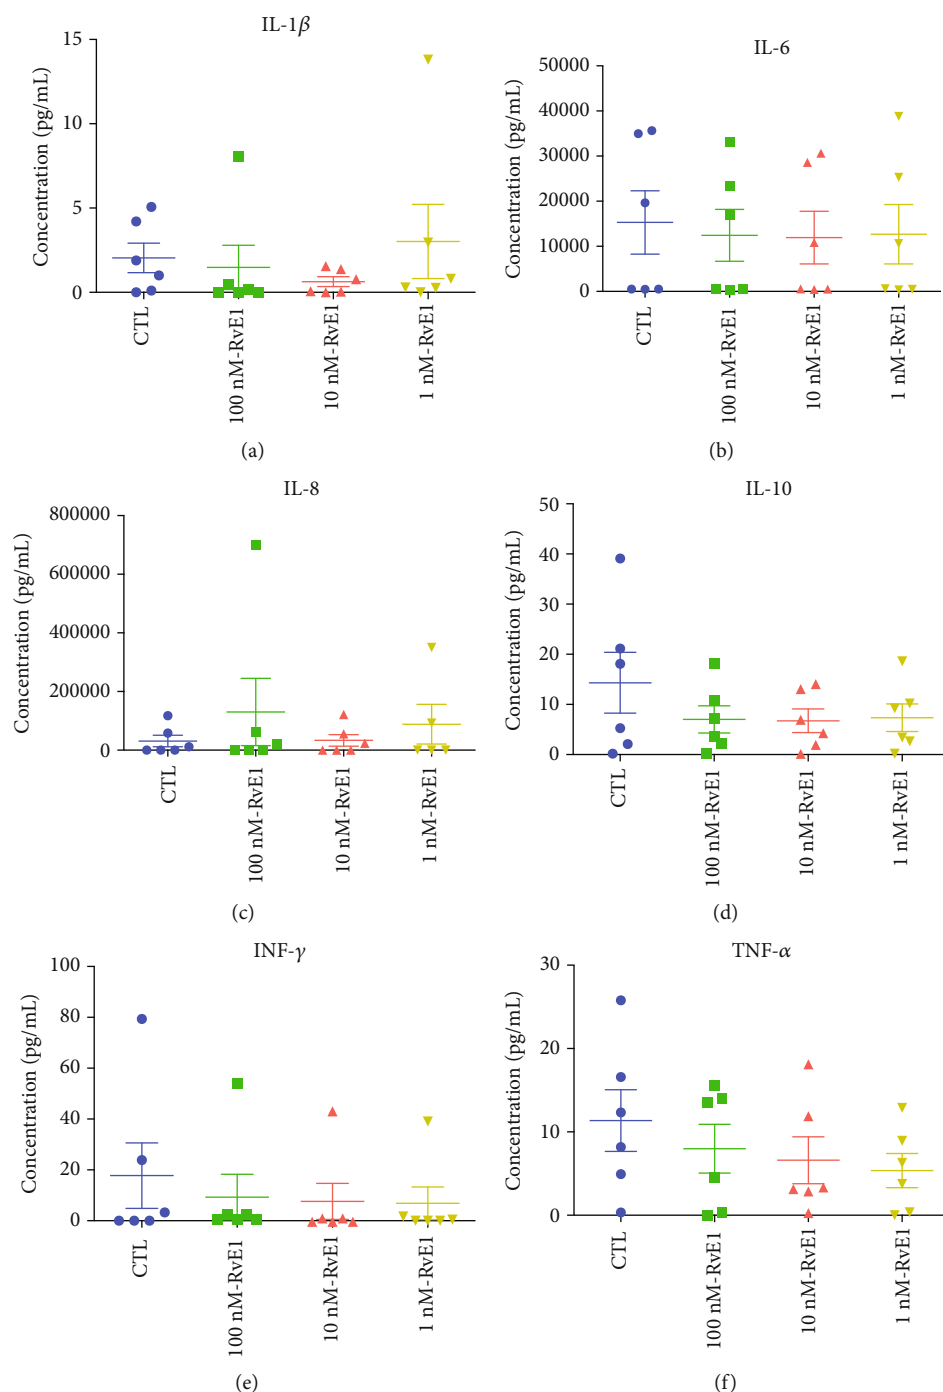 IL-1β
Concentration (pg/mL)
15
10
5
0
CTL
100 nM-RvE1
10 nM-RvE1
1 nM-RvE1
(a)
IL-6
Concentration (pg/mL)
50000
40000
30000
20000
10000
0
CTL
100 nM-RvE1
10 nM-RvE1
1 nM-RvE1
(b)
IL-8
Concentration (pg/mL)
800000
600000
400000
200000
0
CTL
100 nM-RvE1
10 nM-RvE1
1 nM-RvE1
(c)
IL-10
Concentration (pg/mL)
50
40
30
20
10
0
CTL
100 nM-RvE1
10 nM-RvE1
1 nM-RvE1
(d)
INF-γ
Concentration (pg/mL)
100
80
60
40
20
0
CTL
100 nM-RvE1
10 nM-RvE1
1 nM-RvE1
(e)
TNF-α
Concentration (pg/mL)
30
20
10
0
CTL
100 nM-RvE1
10 nM-RvE1
1 nM-RvE1
(f)